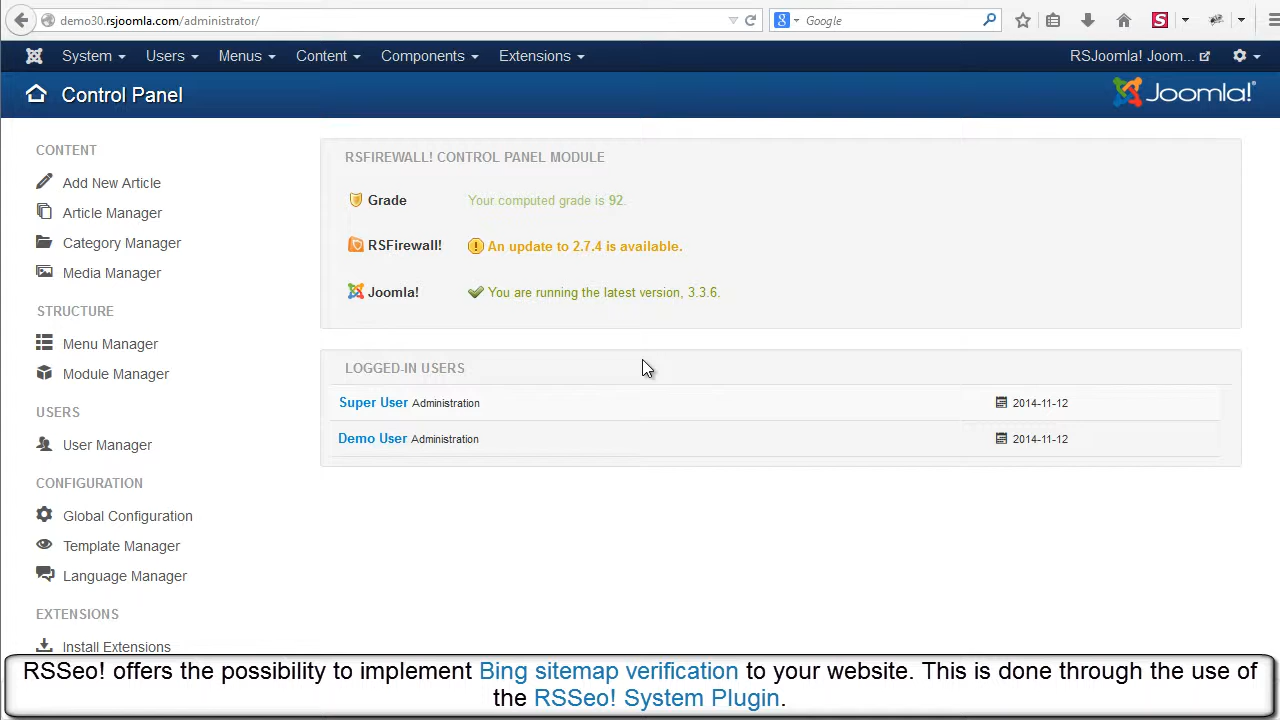 demo30.rsjoomla.com/administrator/
Google
System Users Menus Content Components Extensions RSJoomla! Joom...
Control Panel
Joomla!
CONTENT
Add New Article
Article Manager
Category Manager
Media Manager
STRUCTURE
Menu Manager
Module Manager
USERS
User Manager
CONFIGURATION
Global Configuration
Template Manager
Language Manager
EXTENSIONS
Install Extensions
RSFIREWALL! CONTROL PANEL MODULE
Grade Your computed grade is 92.
RSFirewall! An update to 2.7.4 is available.
Joomla! You are running the latest version, 3.3.6.
LOGGED-IN USERS
Super User Administration 2014-11-12
Demo User Administration 2014-11-12
RSSeo! offers the possibility to implement Bing sitemap verification to your website. This is done through the use of
the RSSeo! System Plugin.